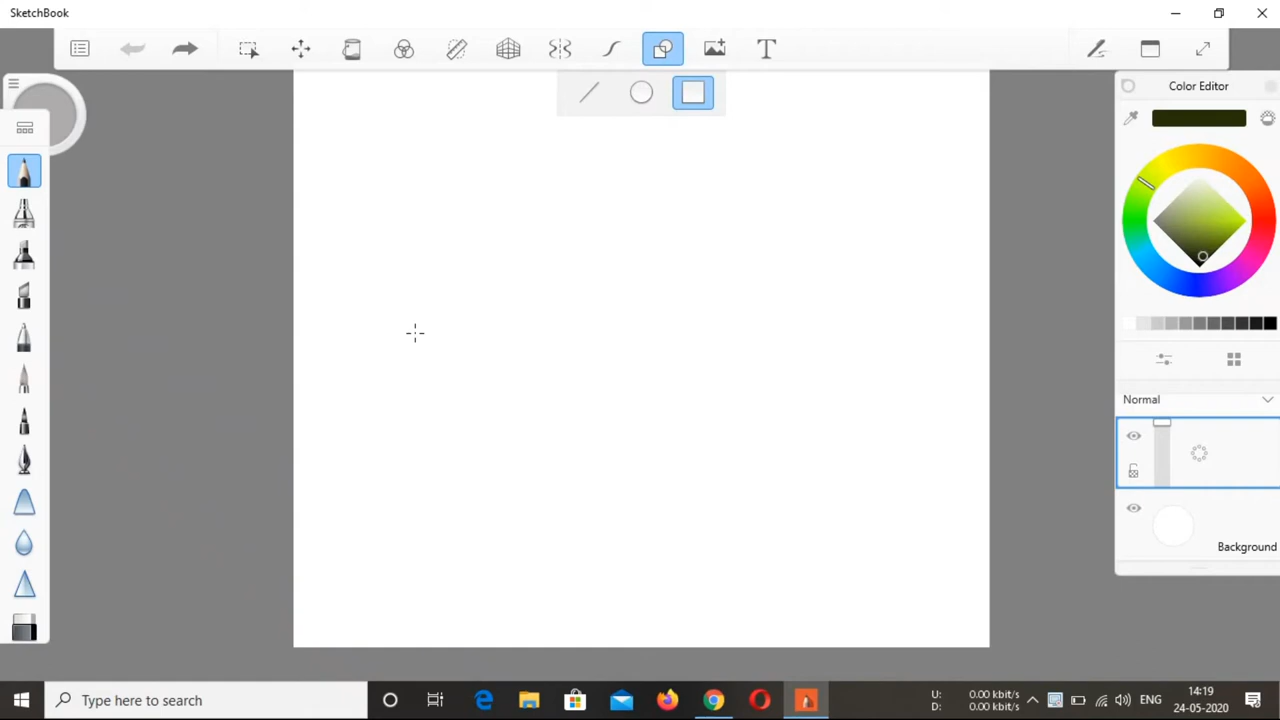 SketchBook
T
Color Editor
Normal
Background
Type here to search
U: 0.00 kbit/s
D: 0.00 kbit/s
ENG
14:19
24-05-2020